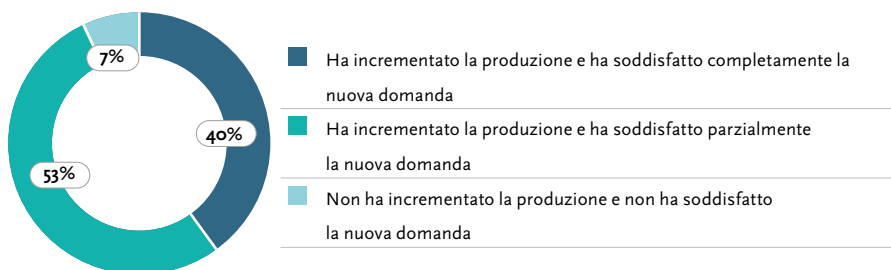 7%
40%
53%
Ha incrementato la produzione e ha soddisfatto completamente la
nuova domanda
Ha incrementato la produzione e ha soddisfatto parzialmente
la nuova domanda
Non ha incrementato la produzione e non ha soddisfatto
la nuova domanda